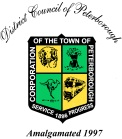 District Council of Peterborough
CORPORATION OF THE TOWN OF PETERBOROUGH
SERVICE 1886 PROGRESS
Amalgamated 1997